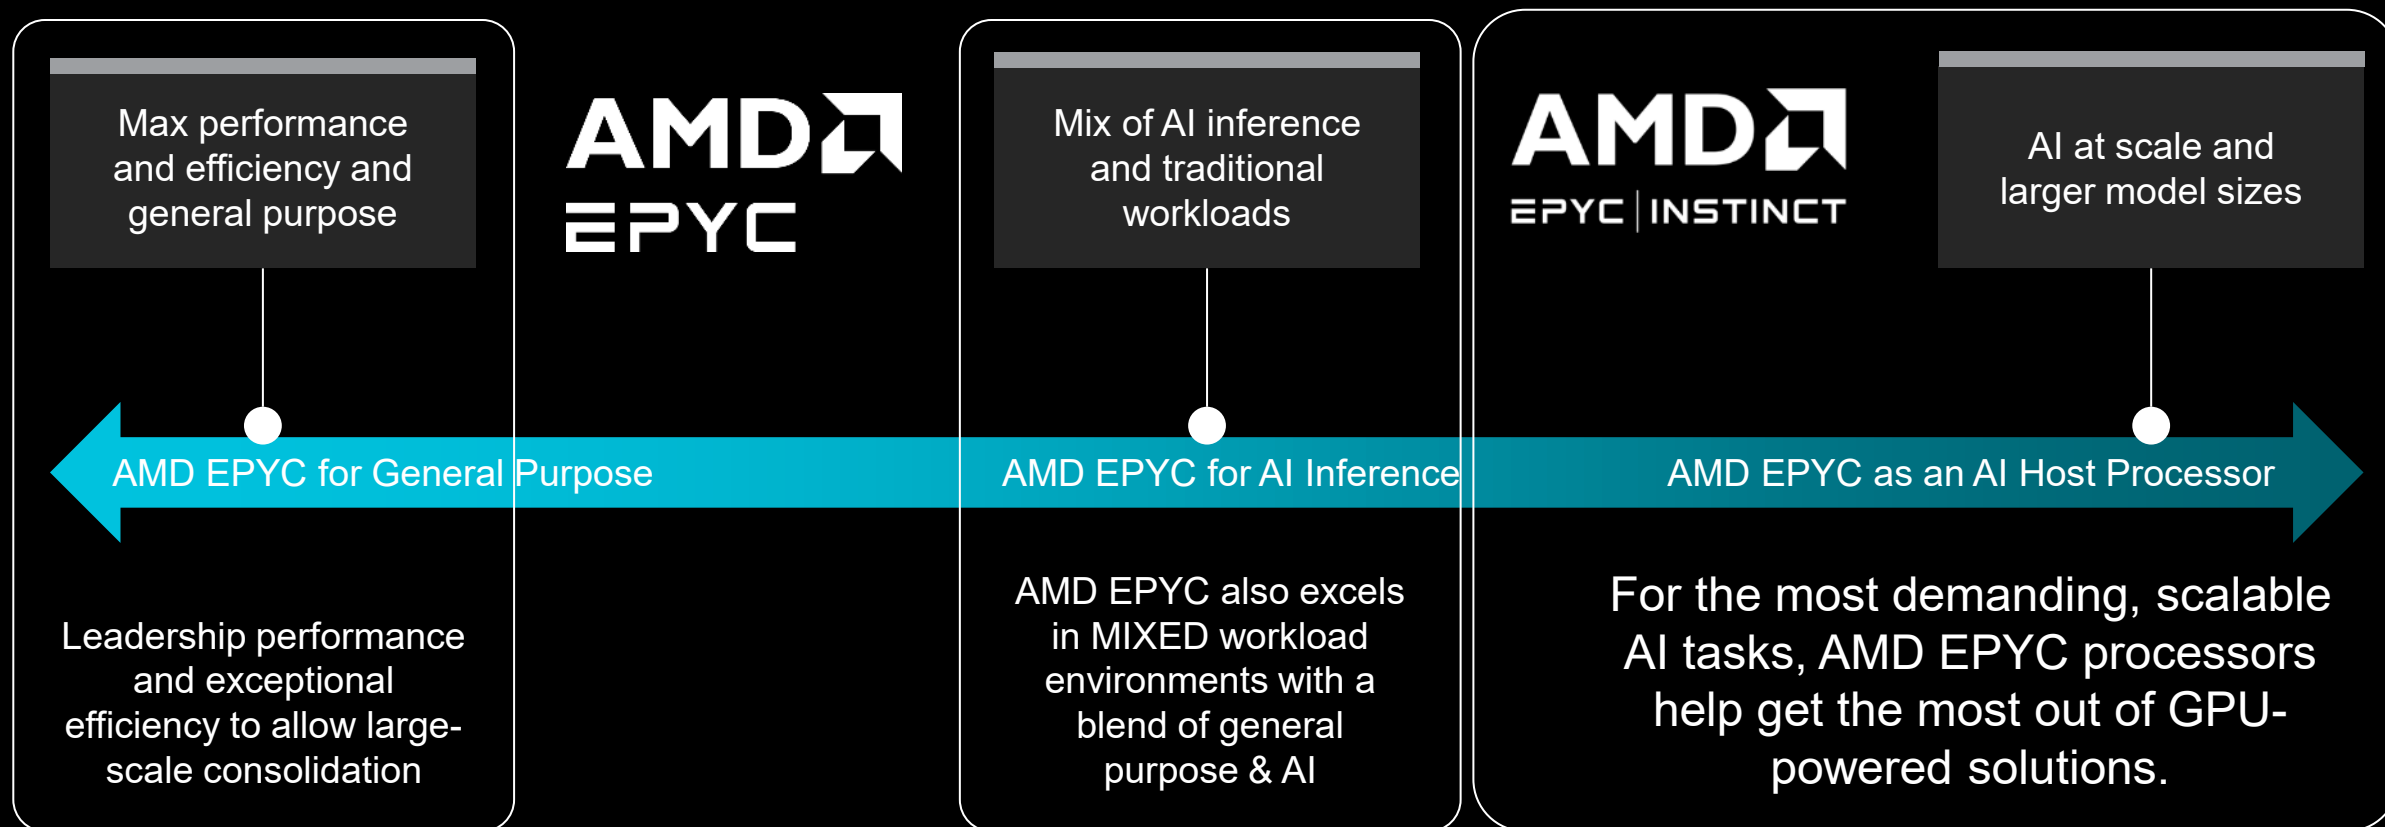 Max performance
and efficiency and
general purpose
AMD
EPYC
Mix of AI inference
and traditional
workloads
AMD
EPYC | INSTINCT
AI at scale and
larger model sizes
AMD EPYC for General Purpose
AMD EPYC for AI Inference
AMD EPYC as an AI Host Processor
Leadership performance
and exceptional
efficiency to allow large-
scale consolidation
AMD EPYC also excels
in MIXED workload
environments with a
blend of general
purpose & AI
For the most demanding, scalable
AI tasks, AMD EPYC processors
help get the most out of GPU-
powered solutions.